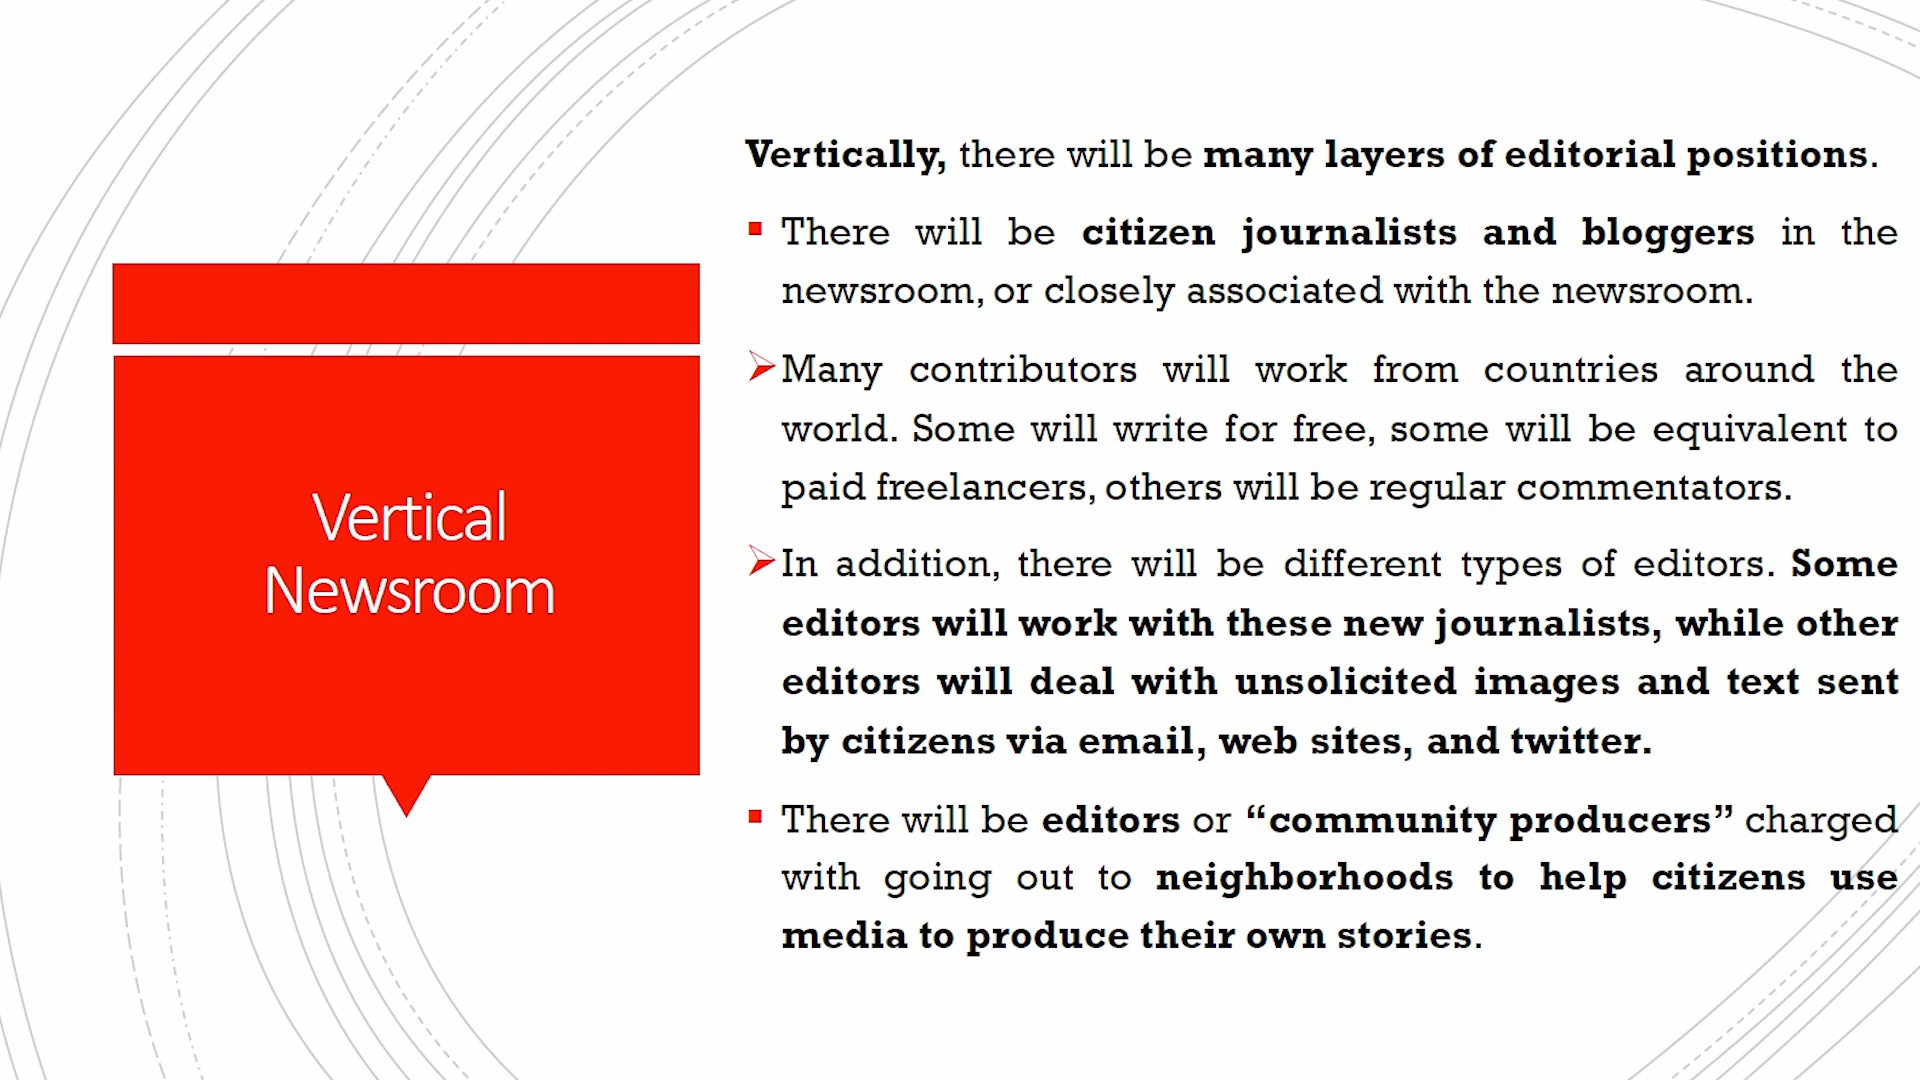 Vertical
Newsroom
Vertically, there will be many layers of editorial positions.
There will be citizen journalists and bloggers in the
newsroom, or closely associated with the newsroom.
Many contributors will work from countries around the
world. Some will write for free, some will be equivalent to
paid freelancers, others will be regular commentators.
In addition, there will be different types of editors. Some
editors will work with these new journalists, while other
editors will deal with unsolicited images and text sent
by citizens via email, web sites, and twitter.
There will be editors or “community producers” charged
with going out to neighborhoods to help citizens use
media to produce their own stories.